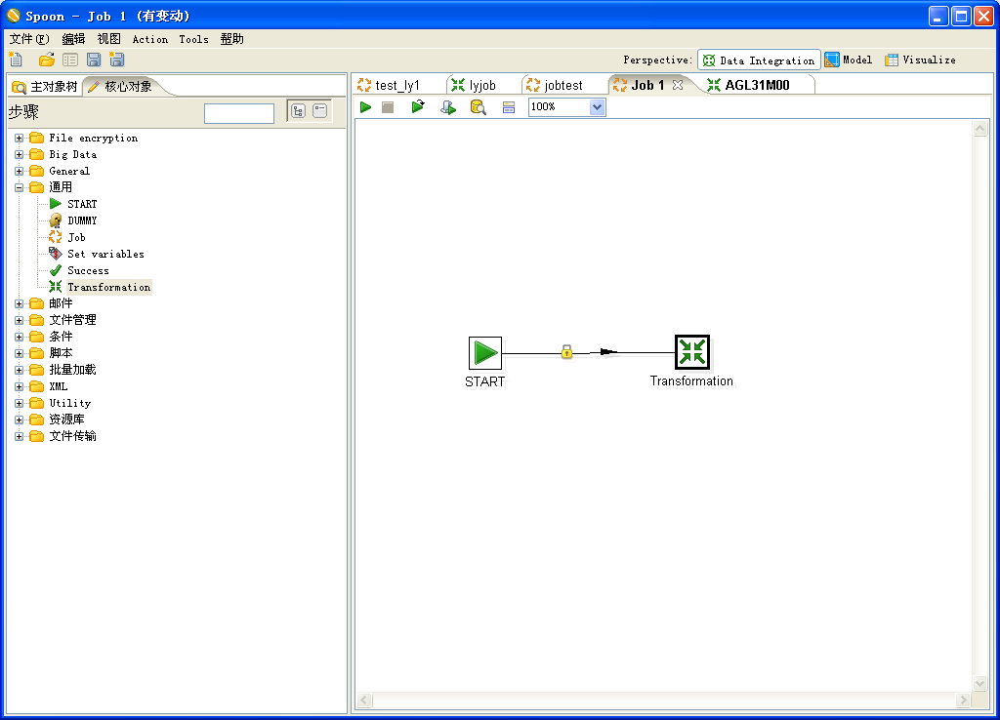 Spoon - Job 1 (有变动)
文件(F) 编辑 视图 Action Tools 帮助
Perspective: Data Integration Model Visualize
主对象树 核心对象
步骤
File encryption
Big Data
General
通用
START
DUMMY
Job
Set variables
Success
Transformation
邮件
文件管理
条件
脚本
批量加载
XML
Utility
资源库
文件传输
test_ly1 lyjob jobtest Job 1 AGL31M00
100%
START Transformation